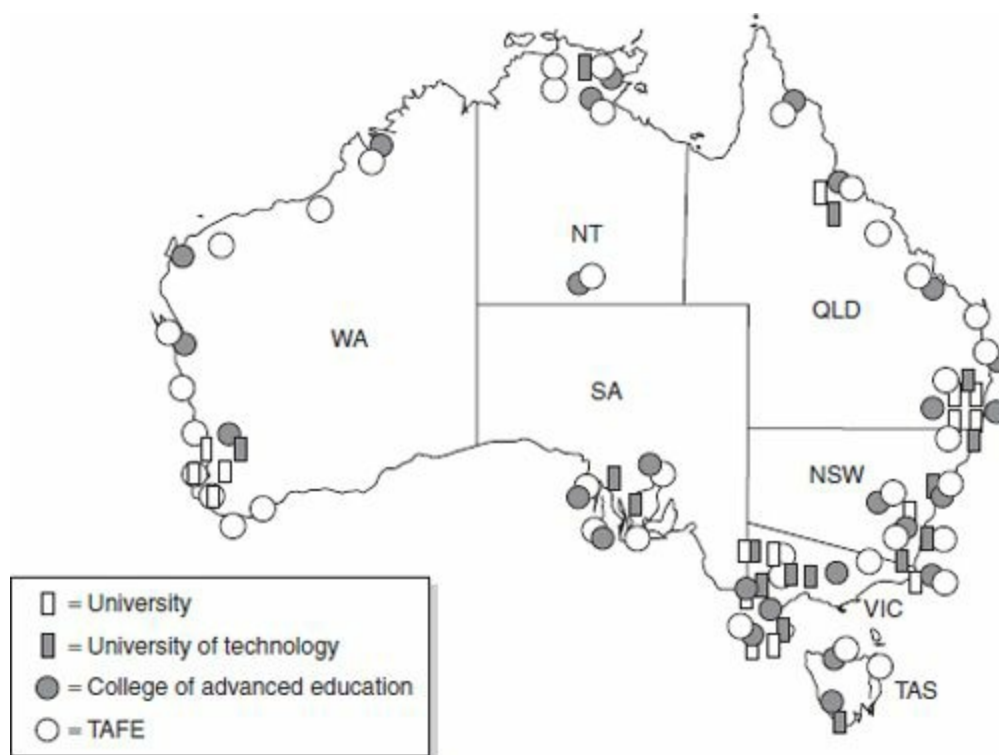 NT
QLD
WA
SA
NSW
VIC
TAS
= University
= University of technology
= College of advanced education
= TAFE